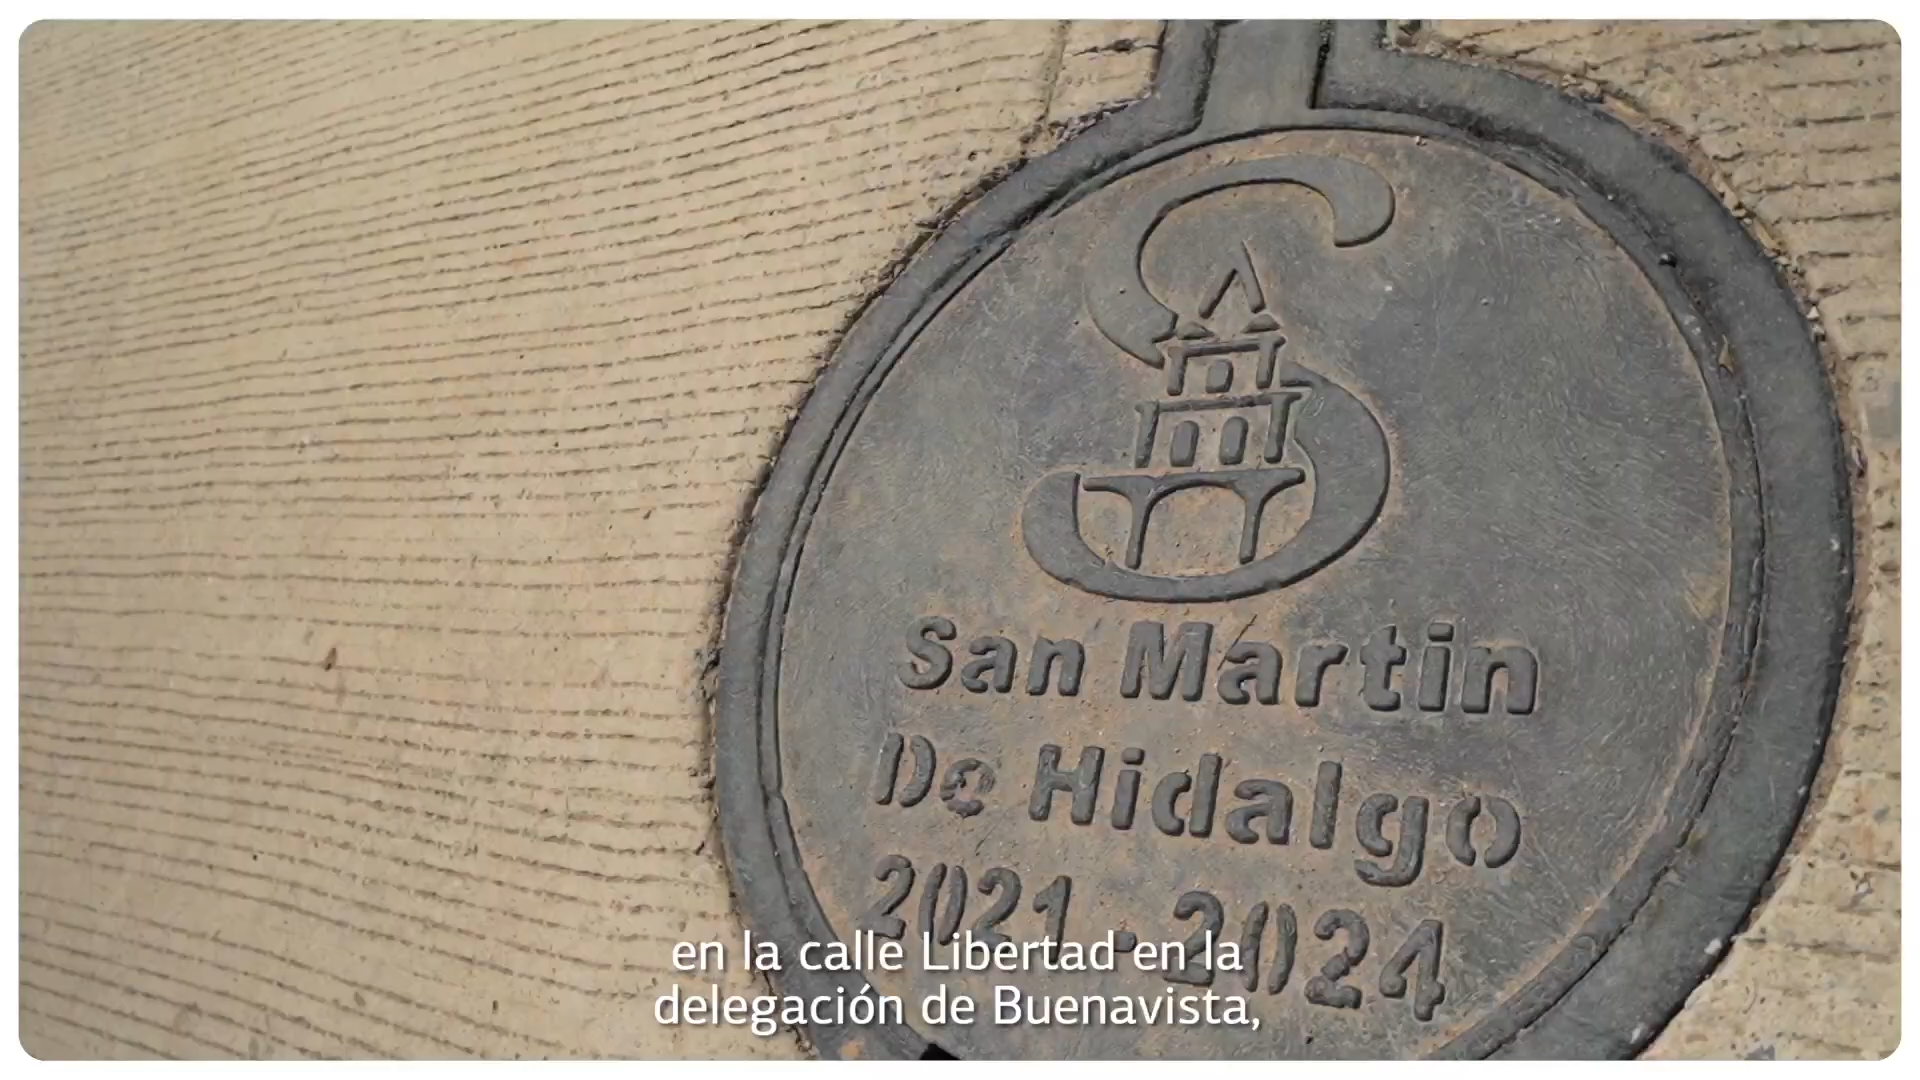 San Martin
De Hidalgo
2021-2024
en la calle Libertad en la
delegación de Buenavista,